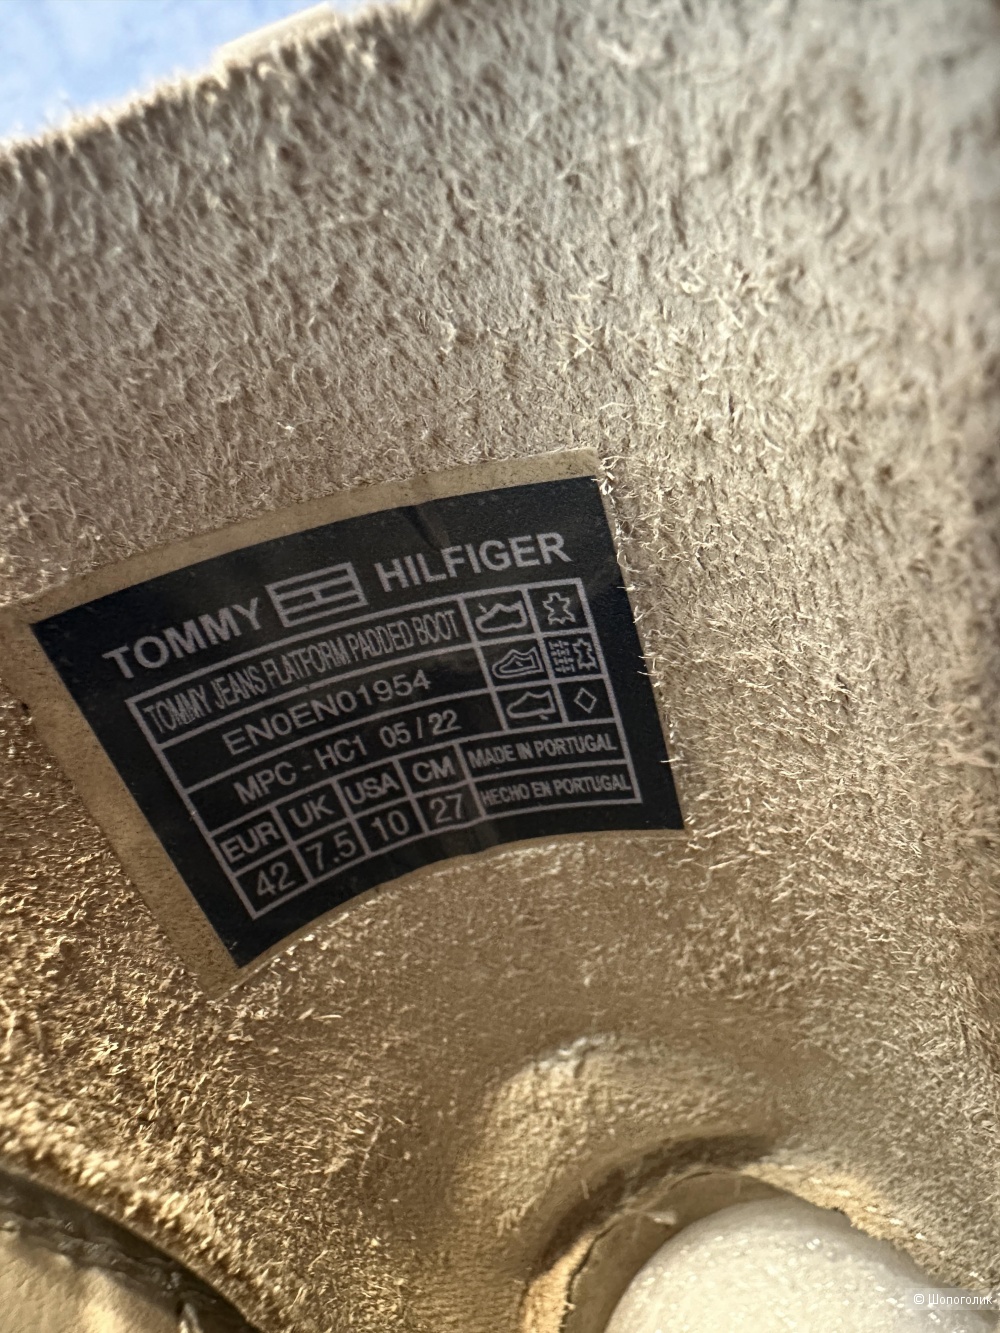 TOMMY HILFIGER
TOMMY JEANS FLATFORM PADDED BOOT
EN0EN01954
MPC - HC1 05 / 22
EUR UK USA CM MADE IN PORTUGAL
42 7.5 10 27 HECHO EN PORTUGAL
© Шопоголик